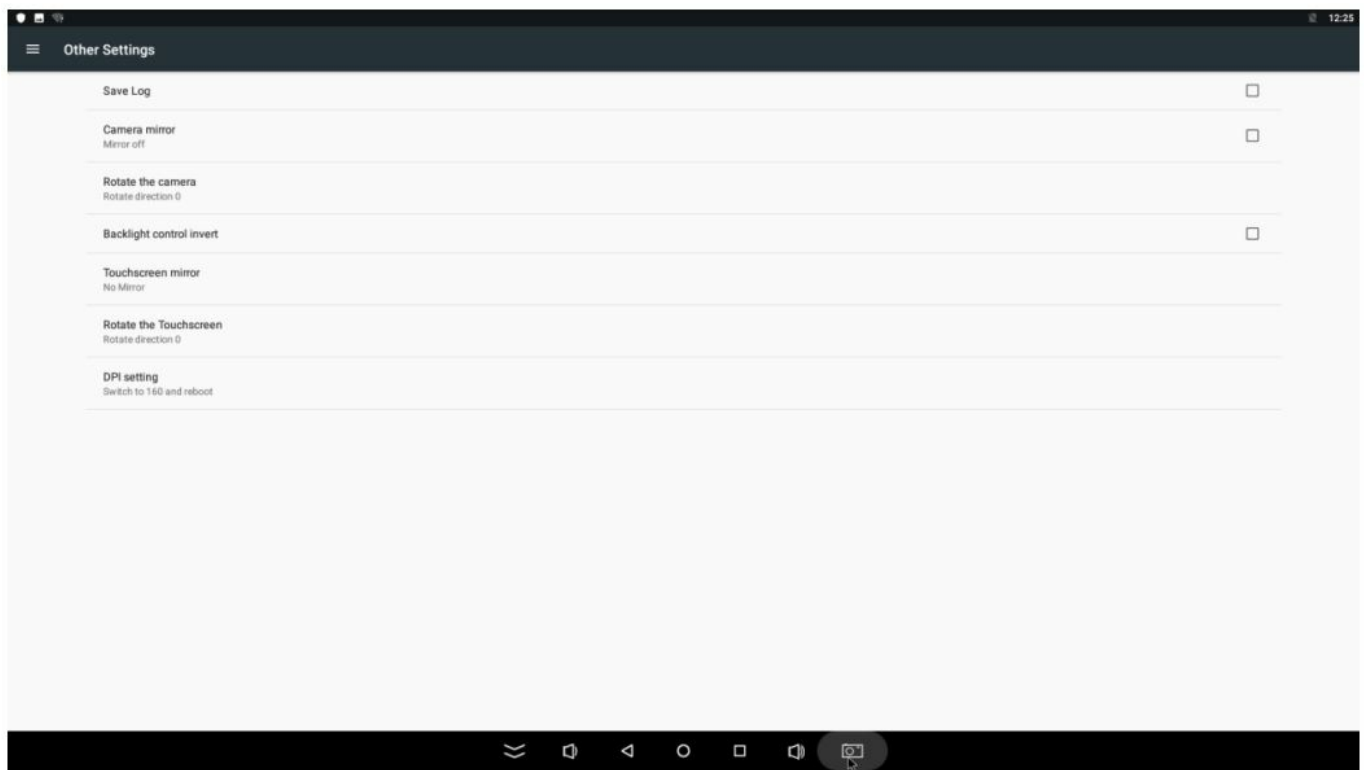 12:25
Other Settings
Save Log
Camera mirror
Mirror off
Rotate the camera
Rotate direction 0
Backlight control invert
Touchscreen mirror
No Mirror
Rotate the Touchscreen
Rotate direction 0
DPI setting
Switch to 160 and reboot